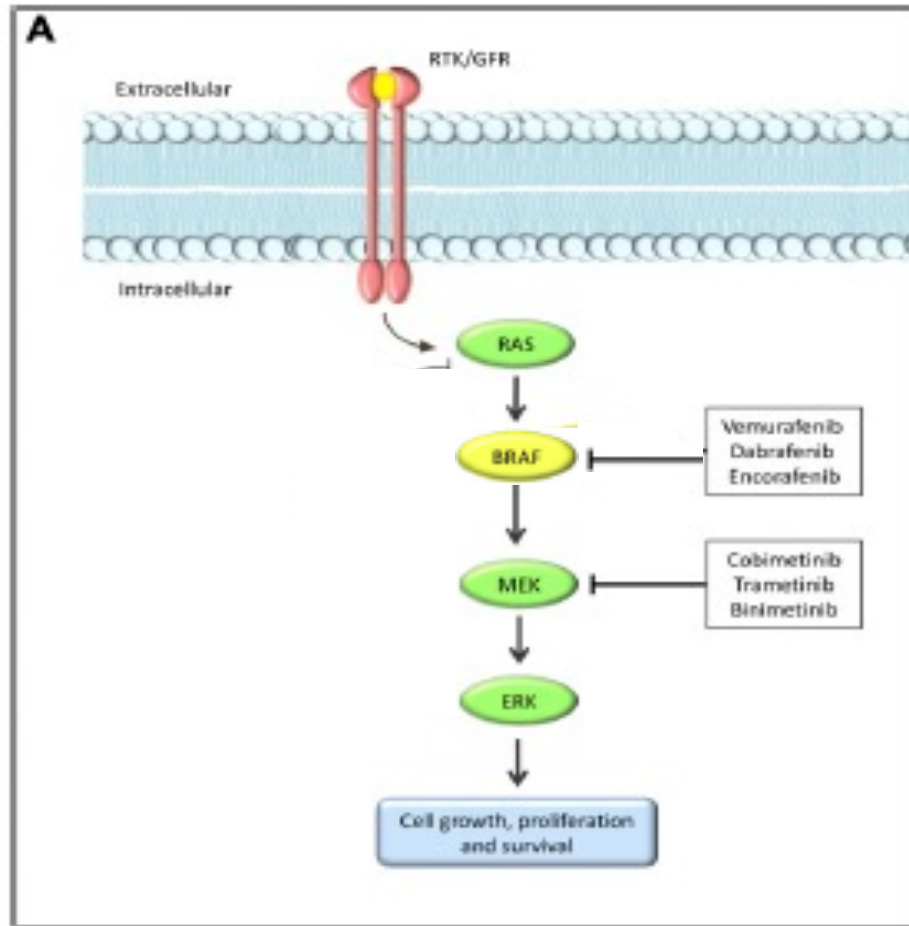 A
RTK/GFR
Extracellular
Intracellular
RAS
BRAF
Vemurafenib
Dabrafenib
Encorafenib
MEK
Cobimetinib
Trametinib
Binimetinib
ERK
Cell growth, proliferation
and survival